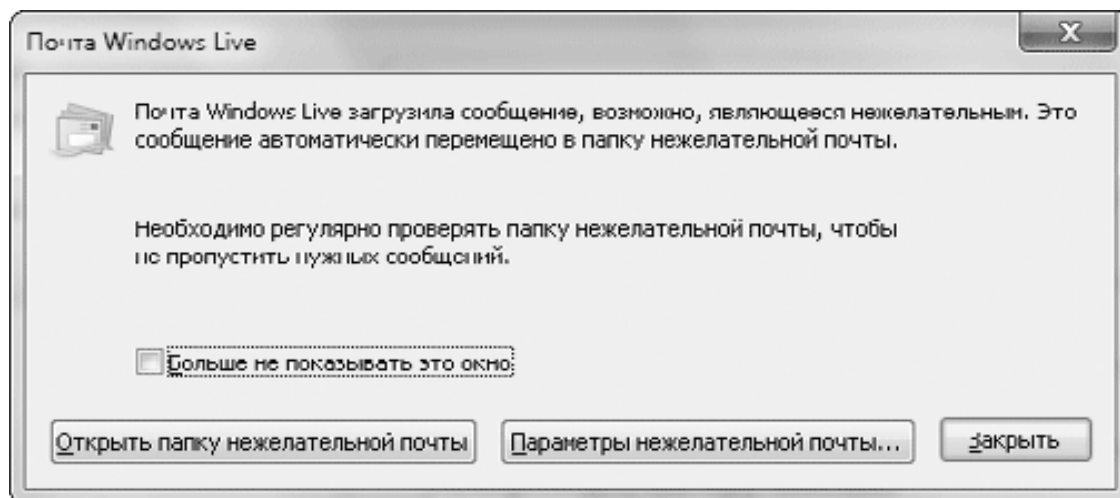 Почта Windows Live
Почта Windows Live загрузила сообщение, возможно, являющееся нежелательным. Это
сообщение автоматически перемещено в папку нежелательной почты.
Необходимо регулярно проверять папку нежелательной почты, чтобы
не пропустить нужных сообщений.
Больше не показывать это окно
Открыть папку нежелательной почты Параметры нежелательной почты... Закрыть